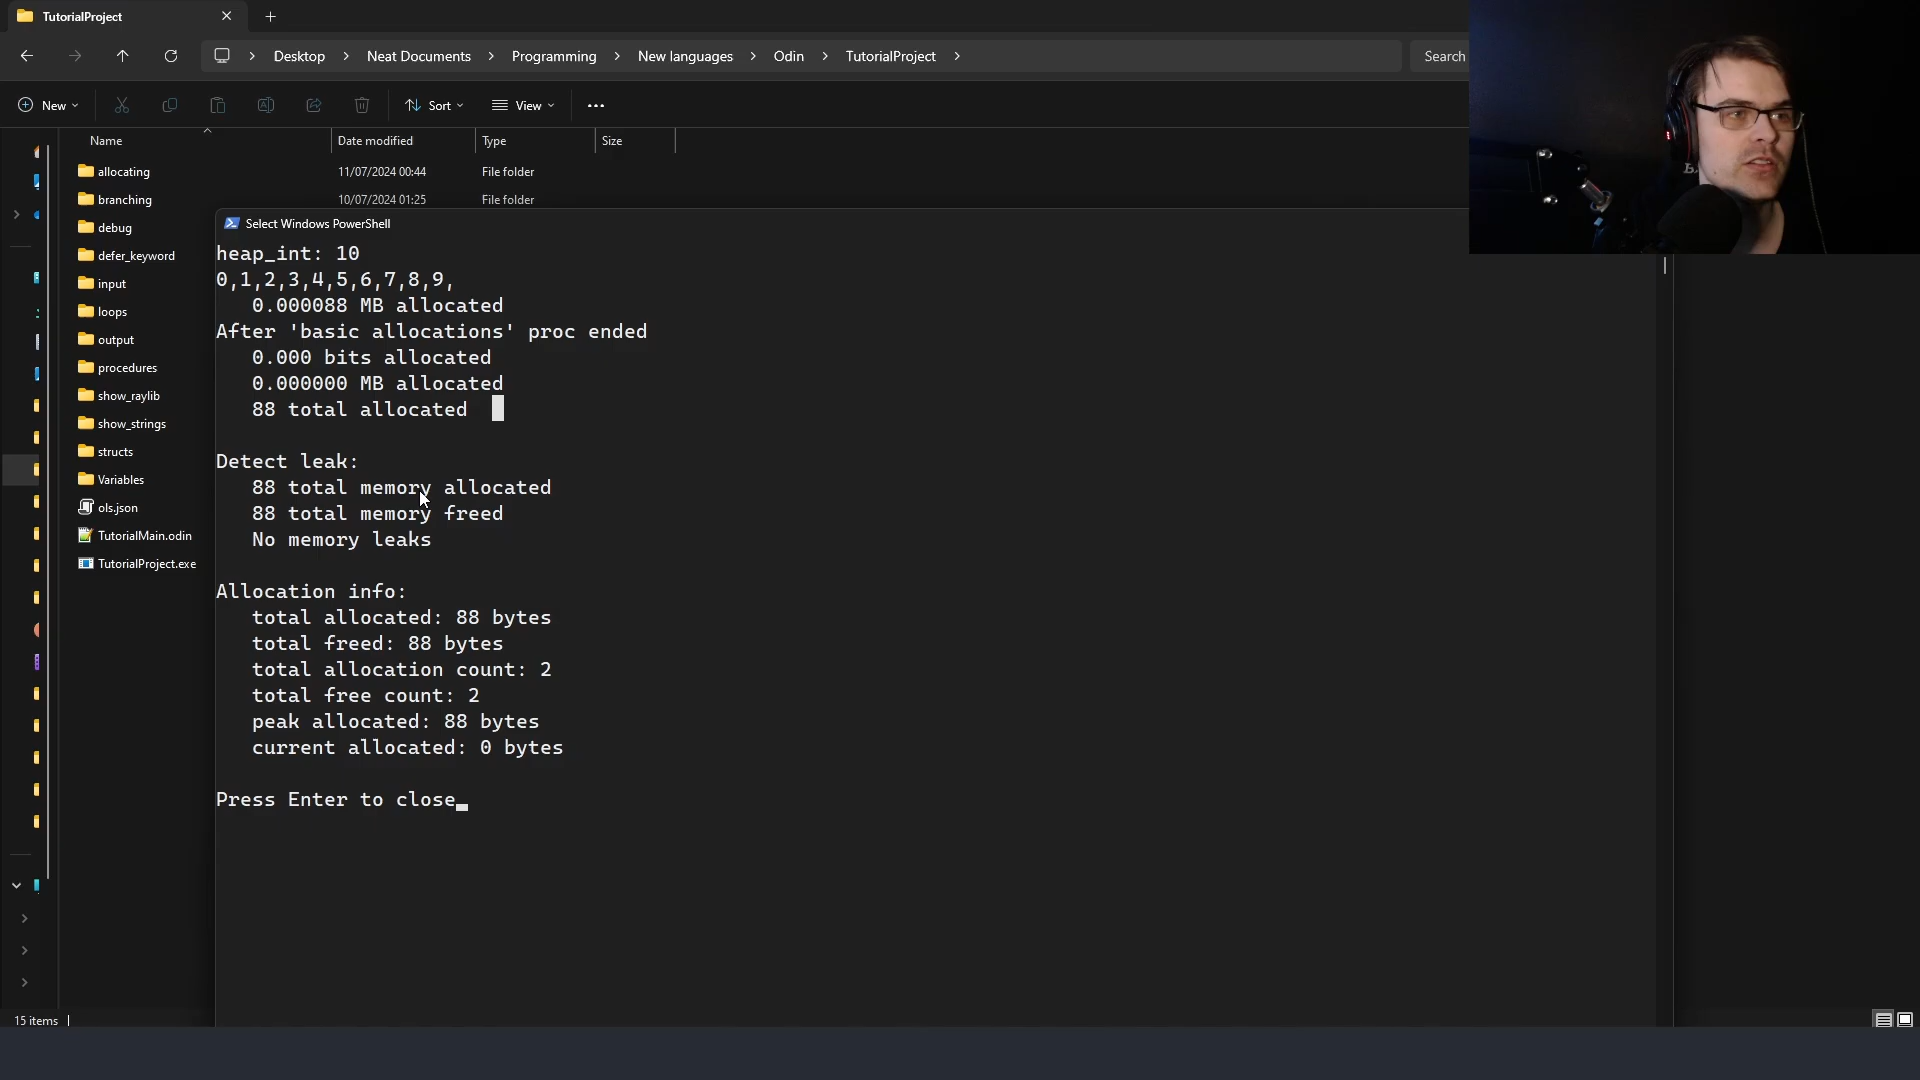 TutorialProject
Desktop > Neat Documents > Programming > New languages > Odin > TutorialProject >
Search
New
Sort
View
Name
Date modified
Type
Size
allocating 11/07/2024 00:44 File folder
branching 10/07/2024 01:25 File folder
debug
defer_keyword
input
loops
output
procedures
show_raylib
show_strings
structs
Variables
ols.json
TutorialMain.odin
TutorialProject.exe
15 items
Select Windows PowerShell
heap_int: 10
0,1,2,3,4,5,6,7,8,9,
0.000088 MB allocated
After 'basic allocations' proc ended
0.000 bits allocated
0.000000 MB allocated
88 total allocated
Detect leak:
88 total memory allocated
88 total memory freed
No memory leaks
Allocation info:
total allocated: 88 bytes
total freed: 88 bytes
total allocation count: 2
total free count: 2
peak allocated: 88 bytes
current allocated: 0 bytes
Press Enter to close